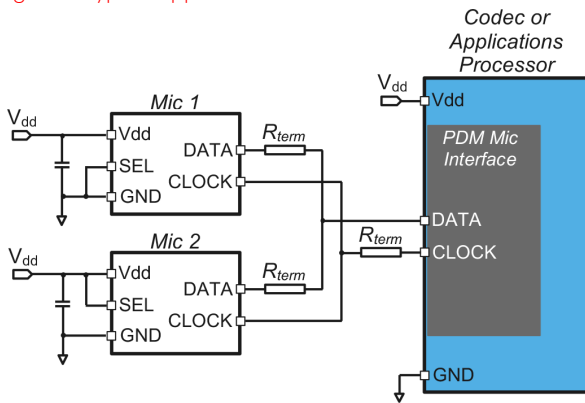 Codec or
Applications
Processor
Vdd
Vdd
PDM Mic
Interface
DATA
CLOCK
GND
Mic 1
Vdd
Vdd
SEL
GND
DATA
CLOCK
Rterm
Rterm
Mic 2
Vdd
Vdd
SEL
GND
DATA
CLOCK
Rterm